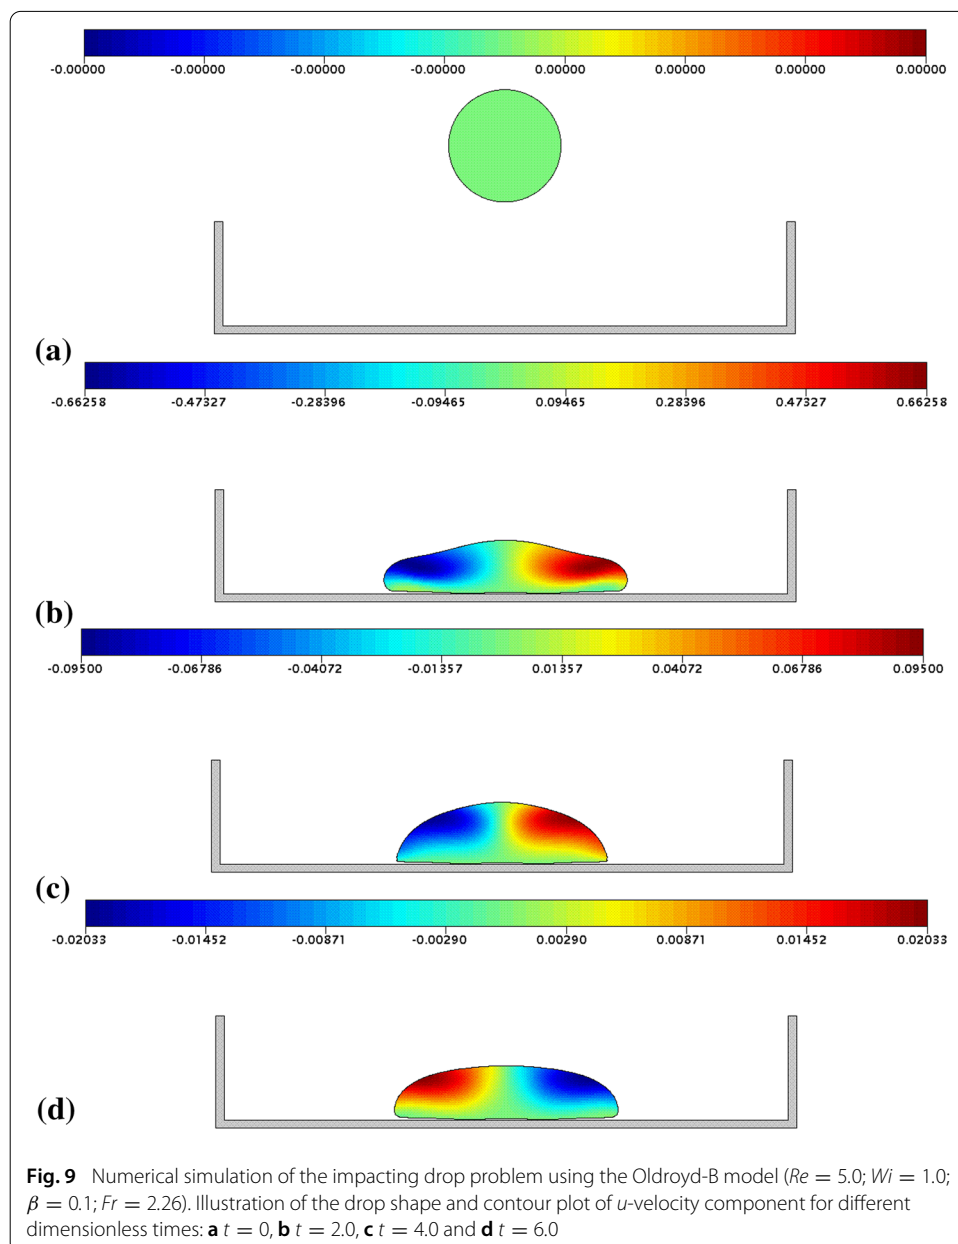 -0.00000 -0.00000 -0.00000 -0.00000 0.00000 0.00000 0.00000 0.00000
(a)
-0.66258 -0.47327 -0.28396 -0.09465 0.09465 0.28396 0.47327 0.66258
(b)
-0.09500 -0.06786 -0.04072 -0.01357 0.01357 0.04072 0.06786 0.09500
(c)
-0.02033 -0.01452 -0.00871 -0.00290 0.00290 0.00871 0.01452 0.02033
(d)
Fig. 9 Numerical simulation of the impacting drop problem using the Oldroyd-B model (Re = 5.0; Wi = 1.0;
β = 0.1; Fr = 2.26). Illustration of the drop shape and contour plot of u-velocity component for different
dimensionless times: a t = 0, b t = 2.0, c t = 4.0 and d t = 6.0